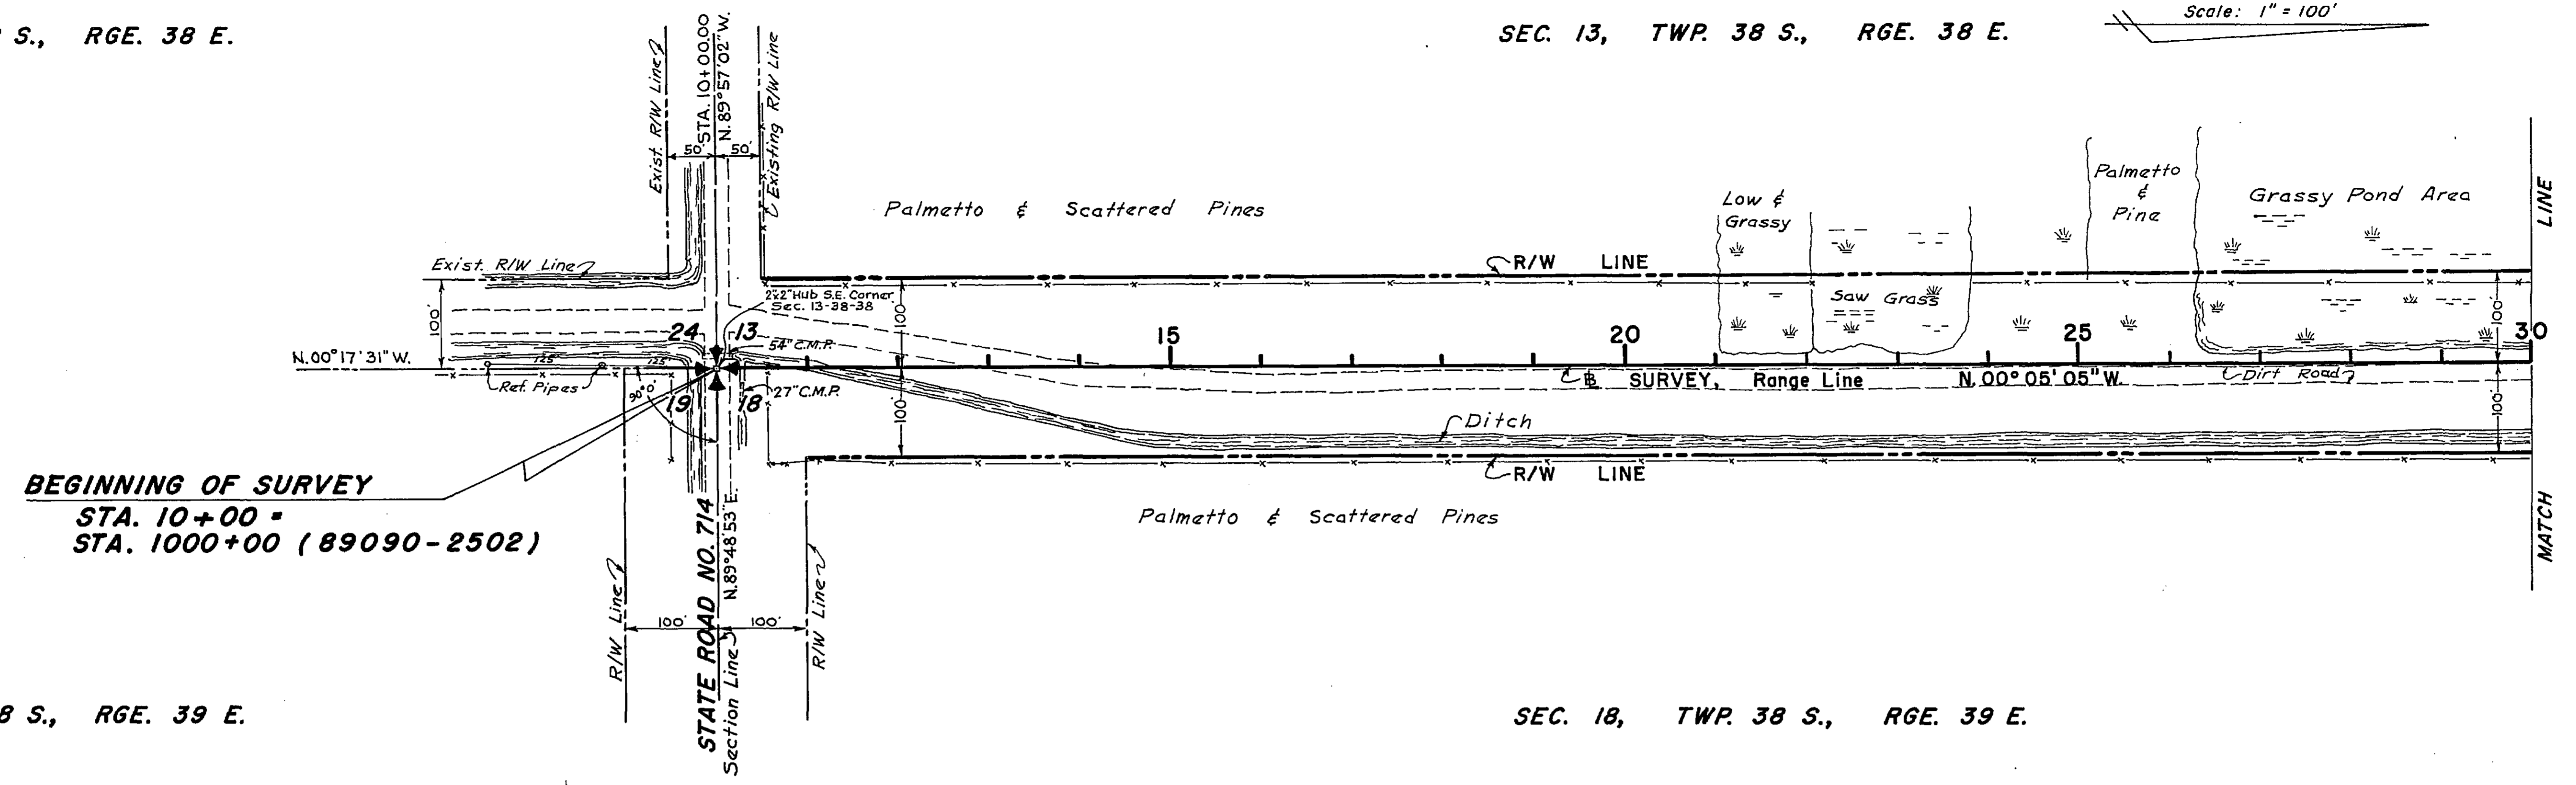 S., RGE. 38 E.
SEC. 13, TWP. 38 S., RGE. 38 E.
Scale: 1" = 100'
Exist. R/W Line
STA. 10+00.00
N.89°57'02"W.
Existing R/W Line
50' 50'
Palmetto & Scattered Pines
Low &
Grassy
Palmetto
&
Pine
Grassy Pond Area
LINE
Exist. R/W Line
R/W LINE
2"x2" Hub S.E. Corner
Sec. 13-38-38
Saw Grass
100'
100'
100'
24 13
15
20
25
30
54" C.M.P.
N.00°17'31"W.
125' 125'
Ref. Pipes
90°0'
19 18
27" C.M.P.
100'
100'
B SURVEY, Range Line N.00°05'05"W.
Dirt Road
Ditch
R/W LINE
BEGINNING OF SURVEY
STA. 10+00 =
STA. 1000+00 (89090-2502)
Palmetto & Scattered Pines
MATCH
STATE ROAD NO. 714
N.89°48'53"E.
Section Line
R/W Line
R/W Line
100' 100'
8 S., RGE. 39 E.
SEC. 18, TWP. 38 S., RGE. 39 E.